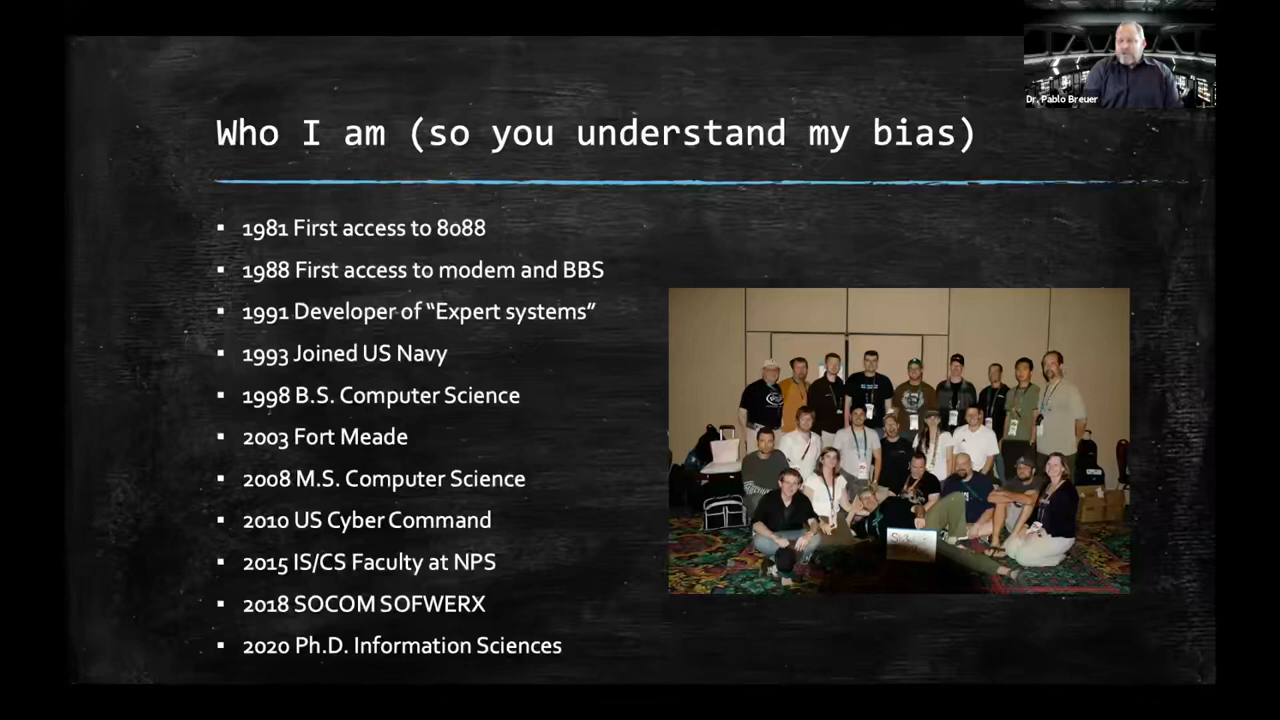 Dr. Pablo Breuer
Who I am (so you understand my bias)
▪ 1981 First access to 8088
▪ 1988 First access to modem and BBS
▪ 1991 Developer of “Expert systems”
▪ 1993 Joined US Navy
▪ 1998 B.S. Computer Science
▪ 2003 Fort Meade
▪ 2008 M.S. Computer Science
▪ 2010 US Cyber Command
▪ 2015 IS/CS Faculty at NPS
▪ 2018 SOCOM SOFWERX
▪ 2020 Ph.D. Information Sciences